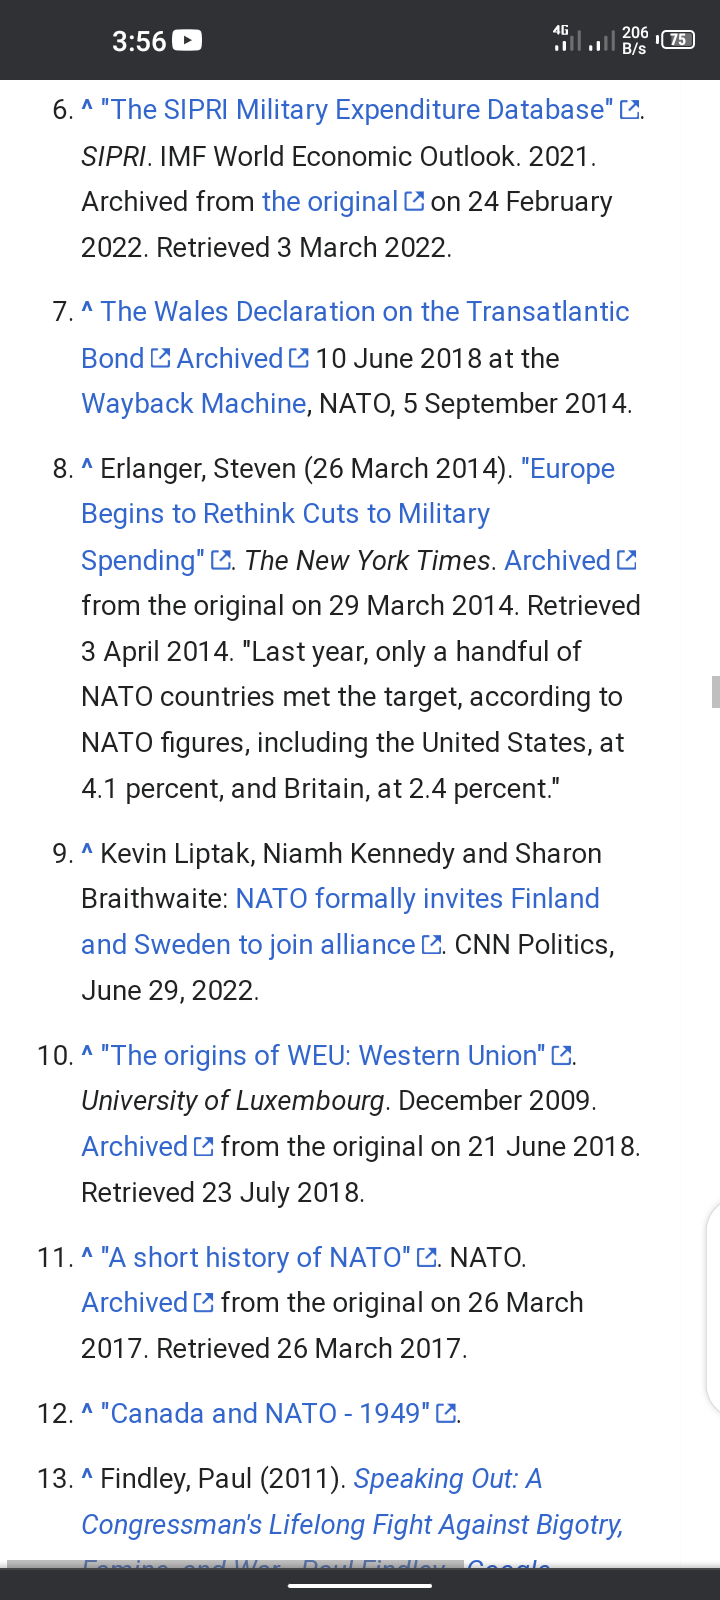 3:56
4G
206
B/s
75
6. ^ "The SIPRI Military Expenditure Database".
SIPRI. IMF World Economic Outlook. 2021.
Archived from the original on 24 February
2022. Retrieved 3 March 2022.
7. ^ The Wales Declaration on the Transatlantic
Bond Archived 10 June 2018 at the
Wayback Machine, NATO, 5 September 2014.
8. ^ Erlanger, Steven (26 March 2014). "Europe
Begins to Rethink Cuts to Military
Spending". The New York Times. Archived
from the original on 29 March 2014. Retrieved
3 April 2014. "Last year, only a handful of
NATO countries met the target, according to
NATO figures, including the United States, at
4.1 percent, and Britain, at 2.4 percent."
9. ^ Kevin Liptak, Niamh Kennedy and Sharon
Braithwaite: NATO formally invites Finland
and Sweden to join alliance. CNN Politics,
June 29, 2022.
10. ^ "The origins of WEU: Western Union".
University of Luxembourg. December 2009.
Archived from the original on 21 June 2018.
Retrieved 23 July 2018.
11. ^ "A short history of NATO". NATO.
Archived from the original on 26 March
2017. Retrieved 26 March 2017.
12. ^ "Canada and NATO - 1949".
13. ^ Findley, Paul (2011). Speaking Out: A
Congressman's Lifelong Fight Against Bigotry,
Famine, and War - Paul Findley - Google